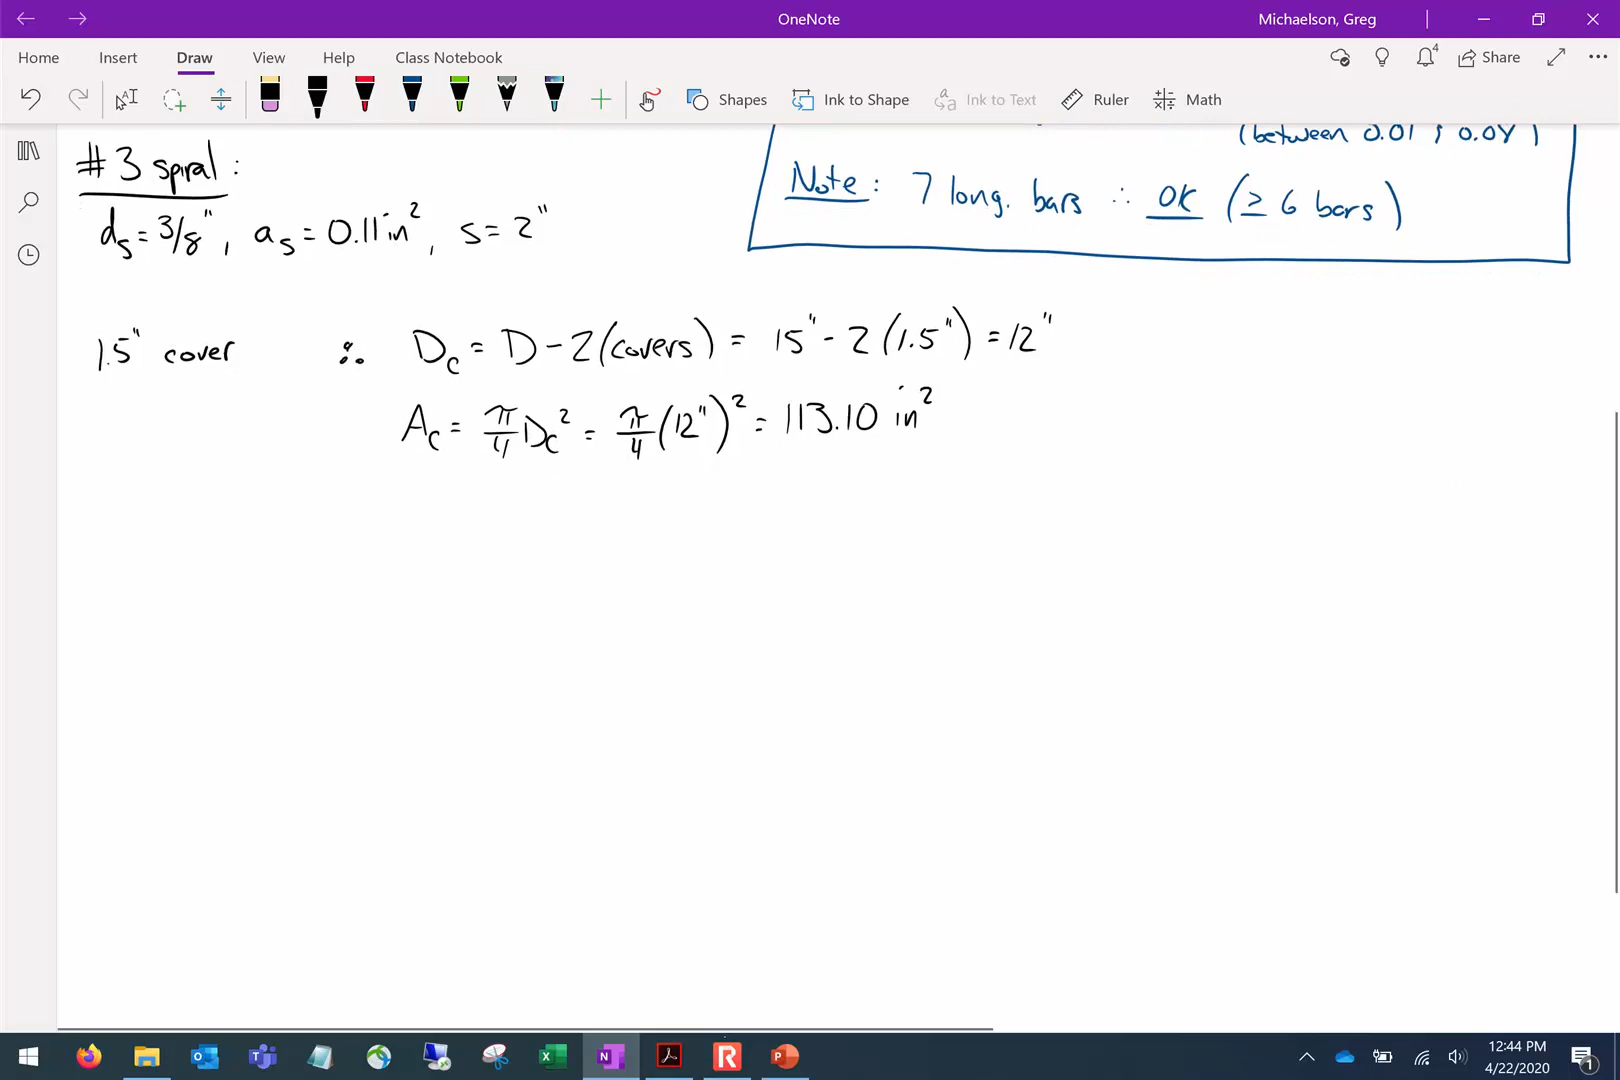 OneNote
Michaelson, Greg
Home Insert Draw View Help Class Notebook
4
Share
Shapes Ink to Shape Ink to Text Ruler Math
(between 0.01 & 0.08)
# 3 spiral :
Note : 7 long. bars ∴ OK (≥ 6 bars)
ds = 3/8", as = 0.11 in², s = 2"
1.5" cover ∴ Dc = D - 2(covers) = 15" - 2(1.5") = 12"
Ac = π/4 Dc² = π/4 (12")² = 113.10 in²
12:44 PM
4/22/2020
1